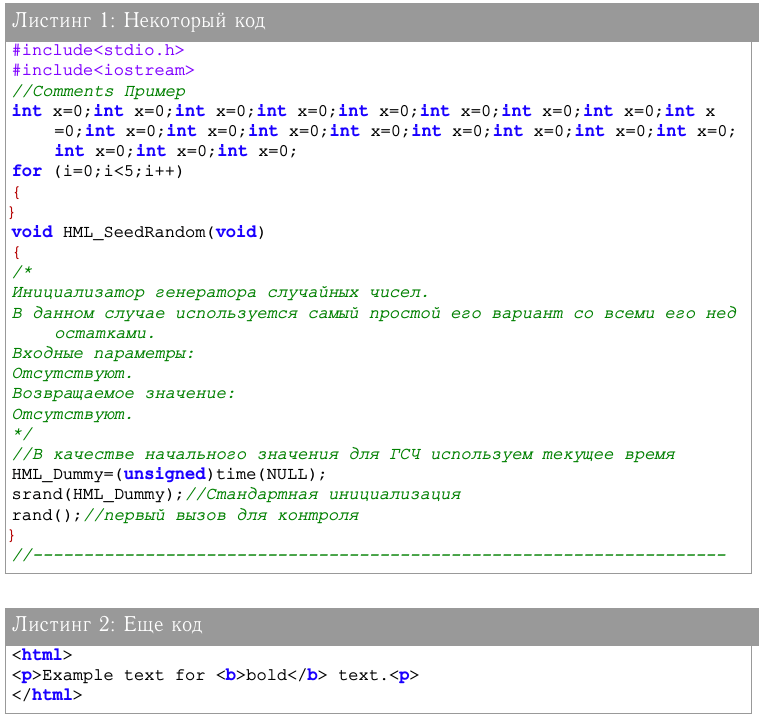 Листинг 1: Некоторый код
#include<stdio.h>
#include<iostream>
//Comments Пример
int x=0;int x=0;int x=0;int x=0;int x=0;int x=0;int x=0;int x=0;int x
=0;int x=0;int x=0;int x=0;int x=0;int x=0;int x=0;int x=0;int x=0;
int x=0;int x=0;int x=0;
for (i=0;i<5;i++)
{
}
void HML_SeedRandom(void)
{
/*
Инициализатор генератора случайных чисел.
В данном случае используется самый простой его вариант со всеми его нед
остатками.
Входные параметры:
Отсутствуют.
Возвращаемое значение:
Отсутствуют.
*/
//В качестве начального значения для ГСЧ используем текущее время
HML_Dummy=(unsigned)time(NULL);
srand(HML_Dummy);//Стандартная инициализация
rand();//первый вызов для контроля
}
//--------------------------------------------------------------------
Листинг 2: Еще код
<html>
<p>Example text for <b>bold</b> text.<p>
</html>